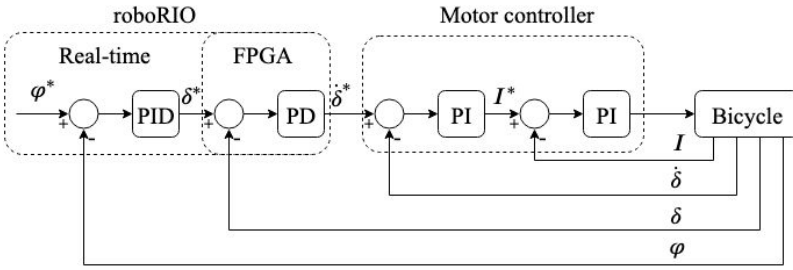 roboRIO
Motor controller
Real-time
FPGA
φ* + - PID δ* + - PD δ̇* + - PI I* + - PI Bicycle
I
δ̇
δ
φ